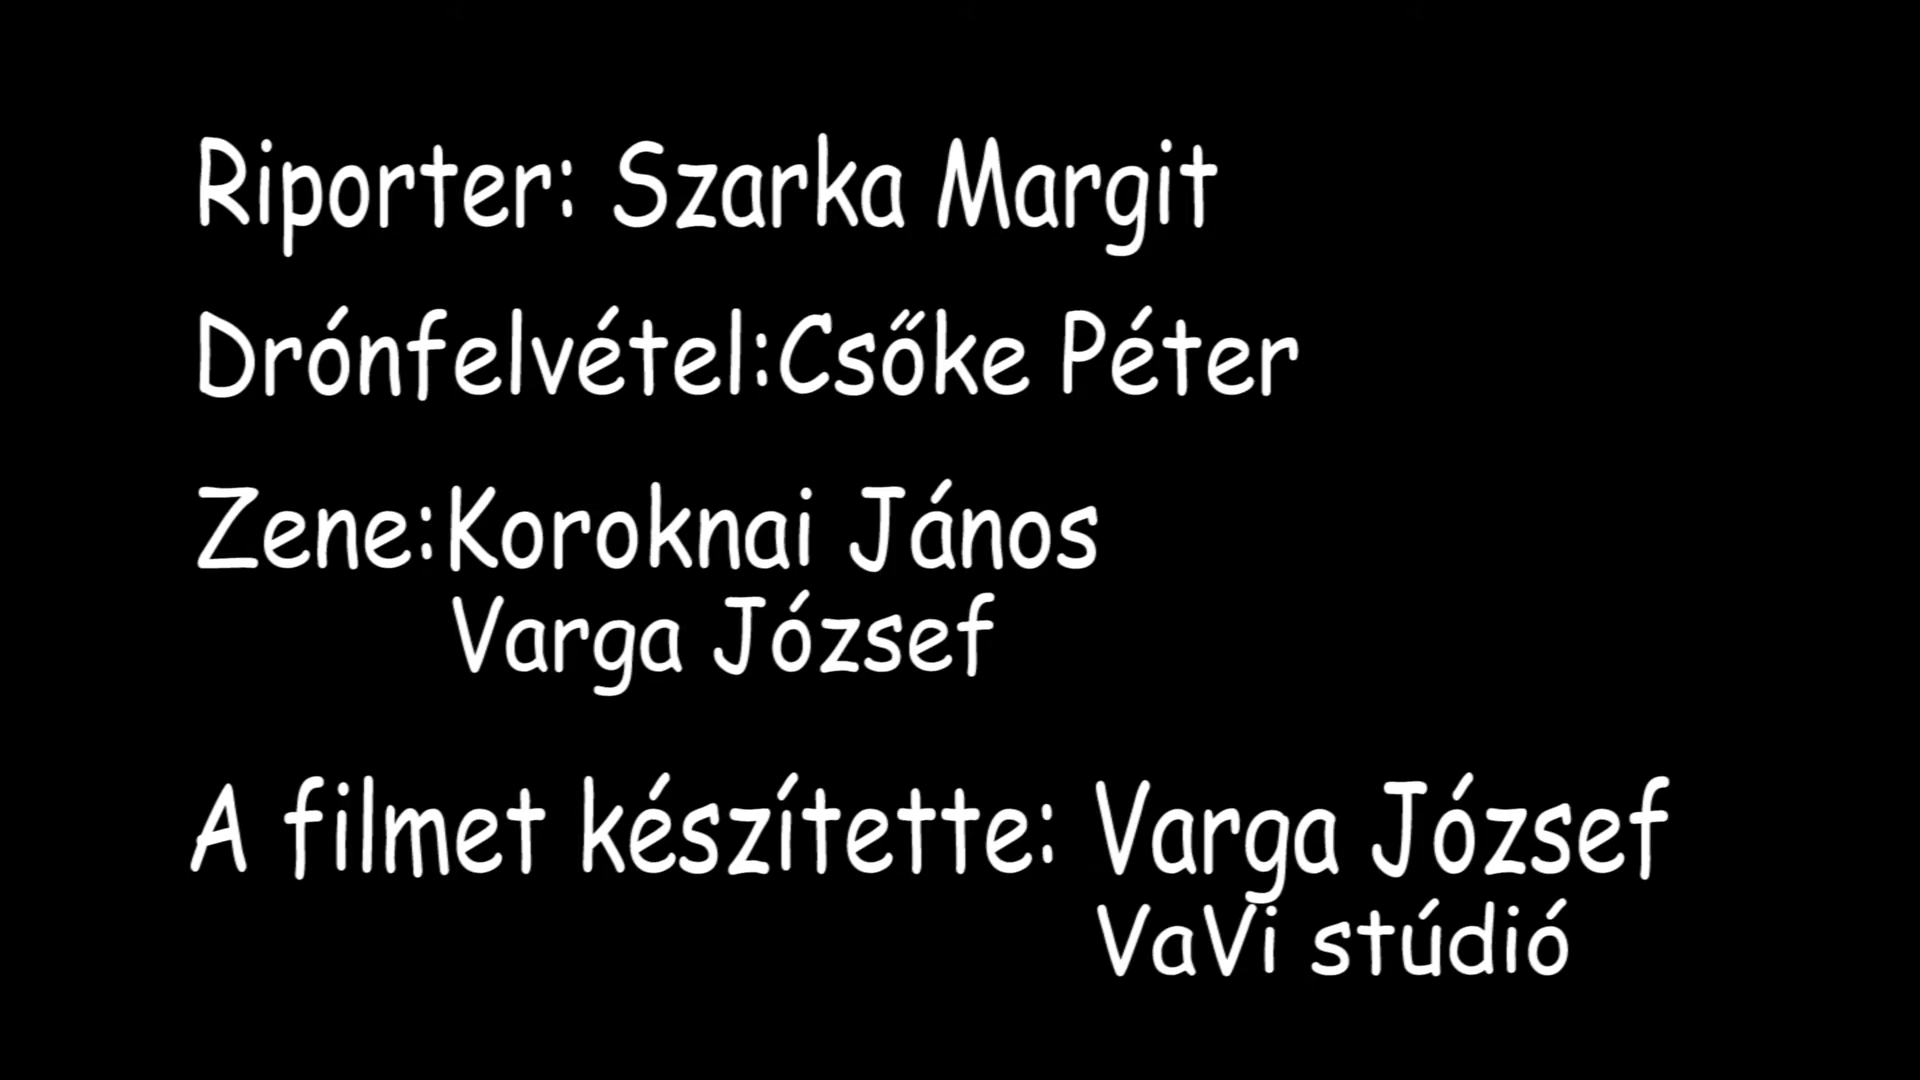 Riporter: Szarka Margit
Drónfelvétel:Csőke Péter
Zene:Koroknai János
Varga József
A filmet készítette: Varga József
VaVi stúdió